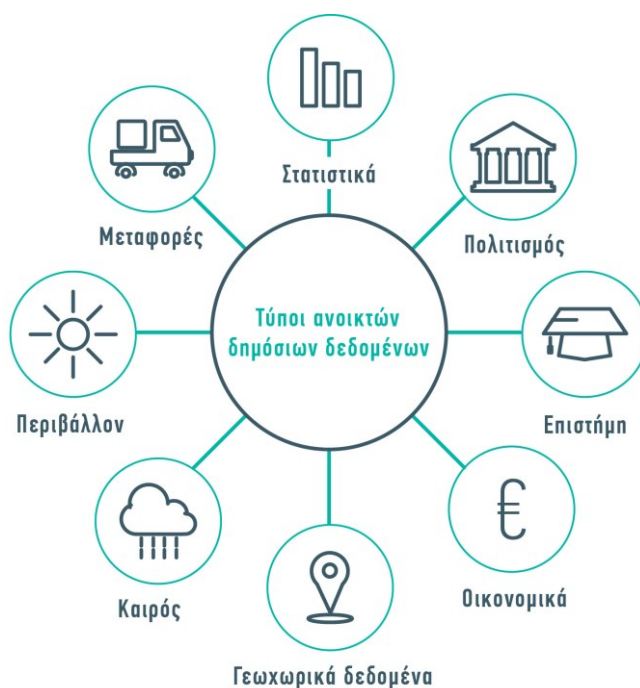 Στατιστικά
Μεταφορές
Πολιτισμός
Τύποι ανοικτών
δημόσιων δεδομένων
Περιβάλλον
Επιστήμη
Καιρός
Οικονομικά
Γεωχωρικά δεδομένα